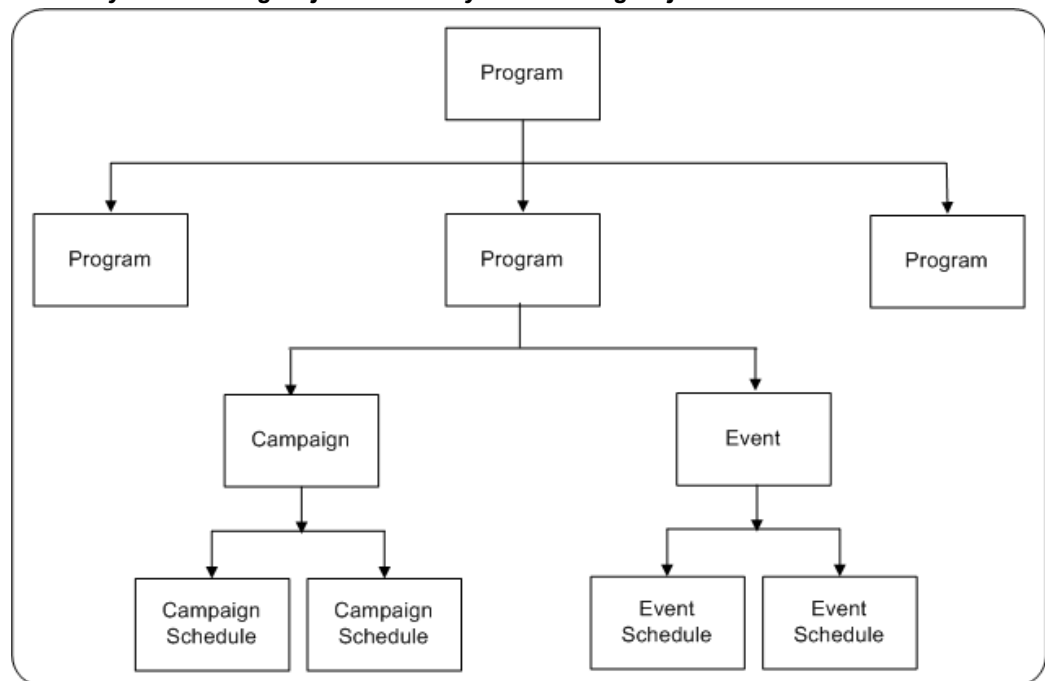 Program
Program
Program
Program
Campaign
Event
Campaign
Schedule
Campaign
Schedule
Event
Schedule
Event
Schedule